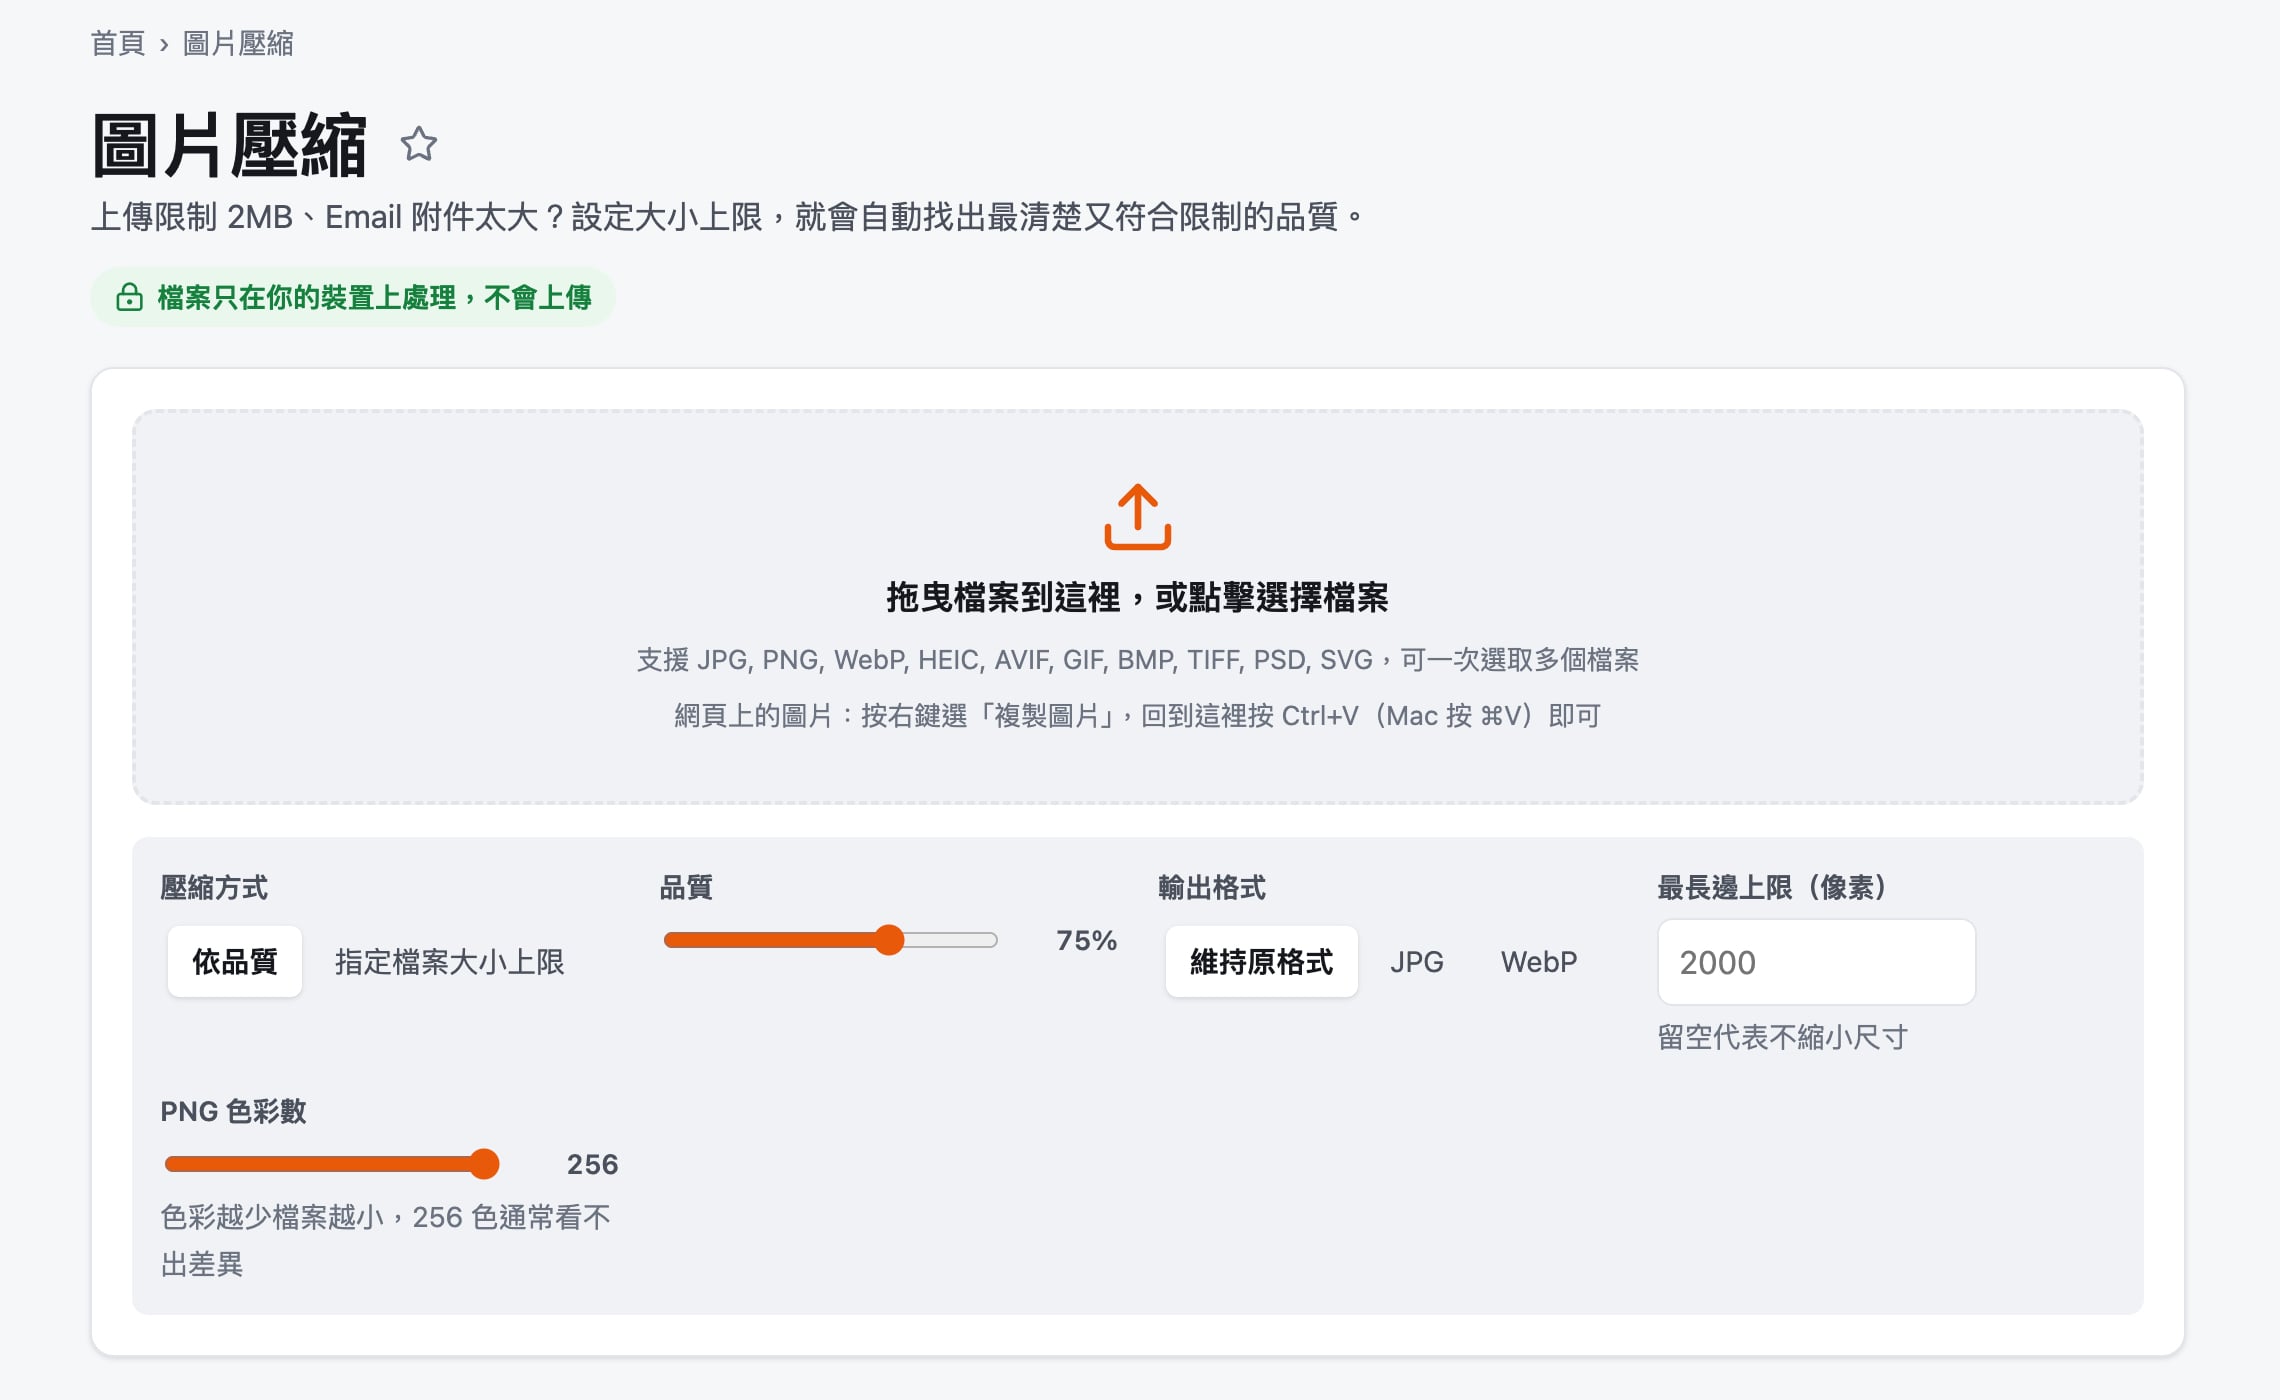 首頁 › 圖片壓縮
圖片壓縮
上傳限制 2MB、Email 附件太大？設定大小上限，就會自動找出最清楚又符合限制的品質。
檔案只在你的裝置上處理，不會上傳
拖曳檔案到這裡，或點擊選擇檔案
支援 JPG, PNG, WebP, HEIC, AVIF, GIF, BMP, TIFF, PSD, SVG，可一次選取多個檔案
網頁上的圖片：按右鍵選「複製圖片」，回到這裡按 Ctrl+V（Mac 按 ⌘V）即可
壓縮方式
依品質 指定檔案大小上限
品質
75%
輸出格式
維持原格式 JPG WebP
最長邊上限（像素）
2000
留空代表不縮小尺寸
PNG 色彩數
256
色彩越少檔案越小，256 色通常看不
出差異